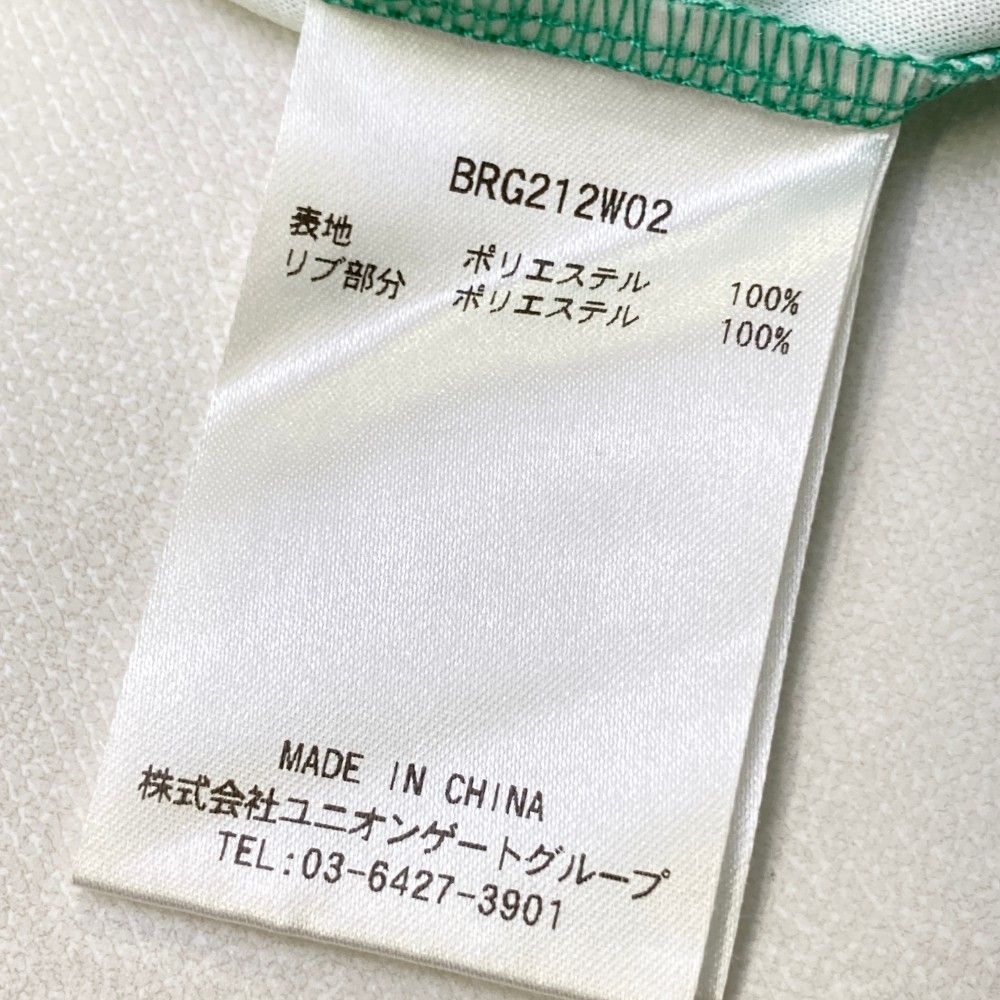 BRG212W02
表地 ポリエステル 100%
リブ部分 ポリエステル 100%
MADE IN CHINA
株式会社ユニオンゲートグループ
TEL:03-6427-3901